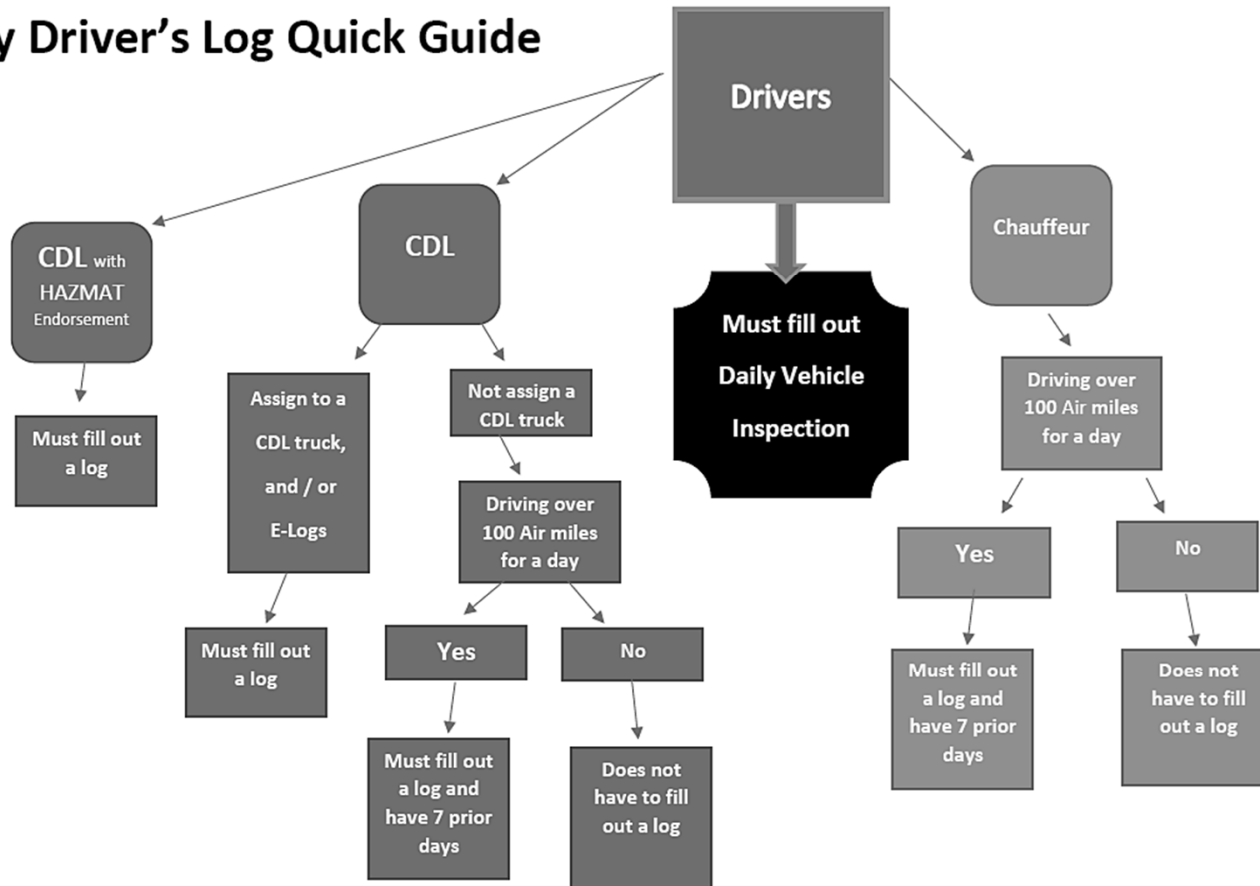 y Driver's Log Quick Guide
Drivers
CDL with
HAZMAT
Endorsement
Must fill out
a log
CDL
Assign to a
CDL truck,
and / or
E-Logs
Must fill out
a log
Not assign a
CDL truck
Driving over
100 Air miles
for a day
Yes
Must fill out
a log and
have 7 prior
days
No
Does not
have to fill
out a log
Must fill out
Daily Vehicle
Inspection
Chauffeur
Driving over
100 Air miles
for a day
Yes
Must fill out
a log and
have 7 prior
days
No
Does not
have to fill
out a log